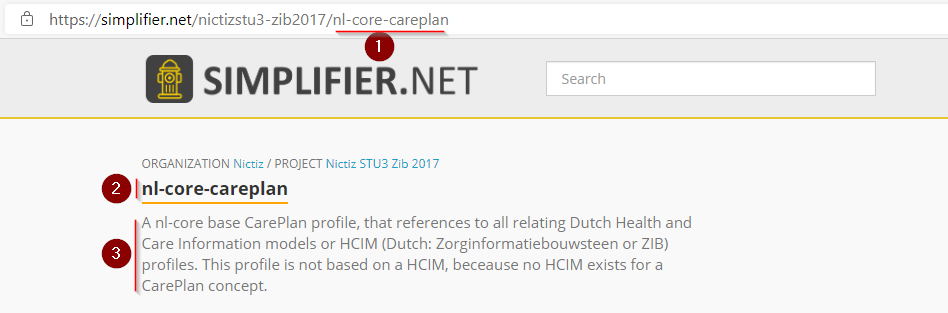 https://simplifier.net/nictizstu3-zib2017/nl-core-careplan
1
SIMPLIFIER.NET
Search
ORGANIZATION Nictiz / PROJECT Nictiz STU3 Zib 2017
2
nl-core-careplan
3
A nl-core base CarePlan profile, that references to all relating Dutch Health and
Care Information models or HCIM (Dutch: Zorginformatiebouwsteen or ZIB)
profiles. This profile is not based on a HCIM, beceause no HCIM exists for a
CarePlan concept.